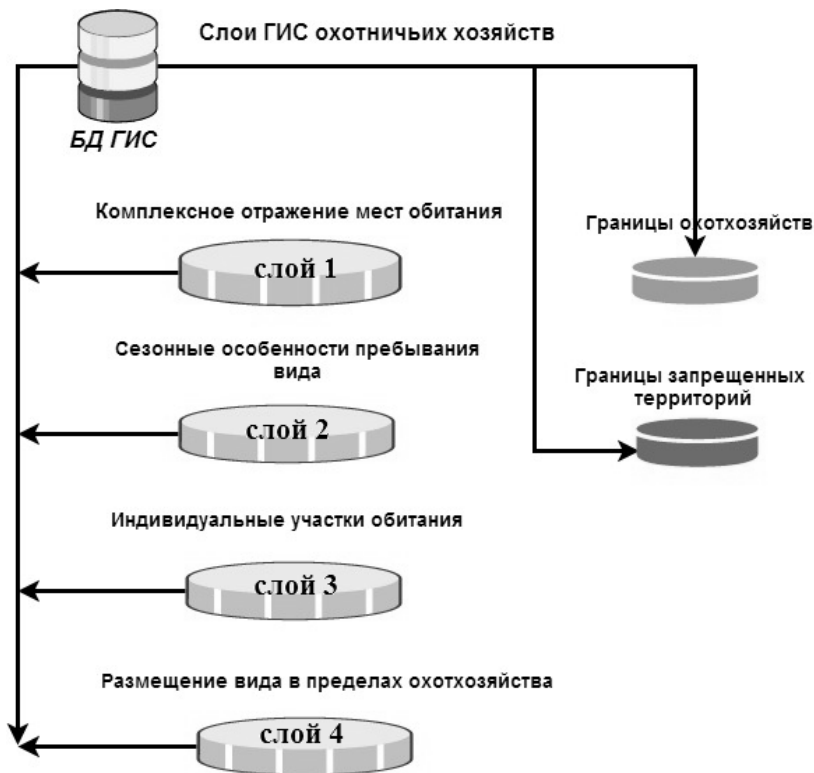 Слои ГИС охотничьих хозяйств
БД ГИС
Комплексное отражение мест обитания
слой 1
Сезонные особенности пребывания
вида
слой 2
Индивидуальные участки обитания
слой 3
Размещение вида в пределах охотхозяйства
слой 4
Границы охотхозяйств
Границы запрещенных
территорий